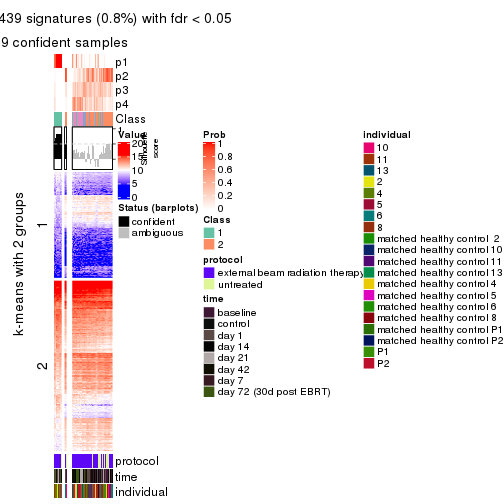 439 signatures (0.8%) with fdr < 0.05
9 confident samples
p1
p2
p3
p4
Class
1
Silhouette
score
k-means with 2 groups
1
2
protocol
time
individual
Value
20
15
10
5
0
Status (barplots)
confident
ambiguous
Prob
1
0.8
0.6
0.4
0.2
0
Class
1
2
protocol
external beam radiation therapy
untreated
time
baseline
control
day 1
day 14
day 21
day 42
day 7
day 72 (30d post EBRT)
individual
10
11
13
2
4
5
6
8
matched healthy control 2
matched healthy control 10
matched healthy control 11
matched healthy control 13
matched healthy control 4
matched healthy control 5
matched healthy control 6
matched healthy control 8
matched healthy control P1
matched healthy control P2
P1
P2